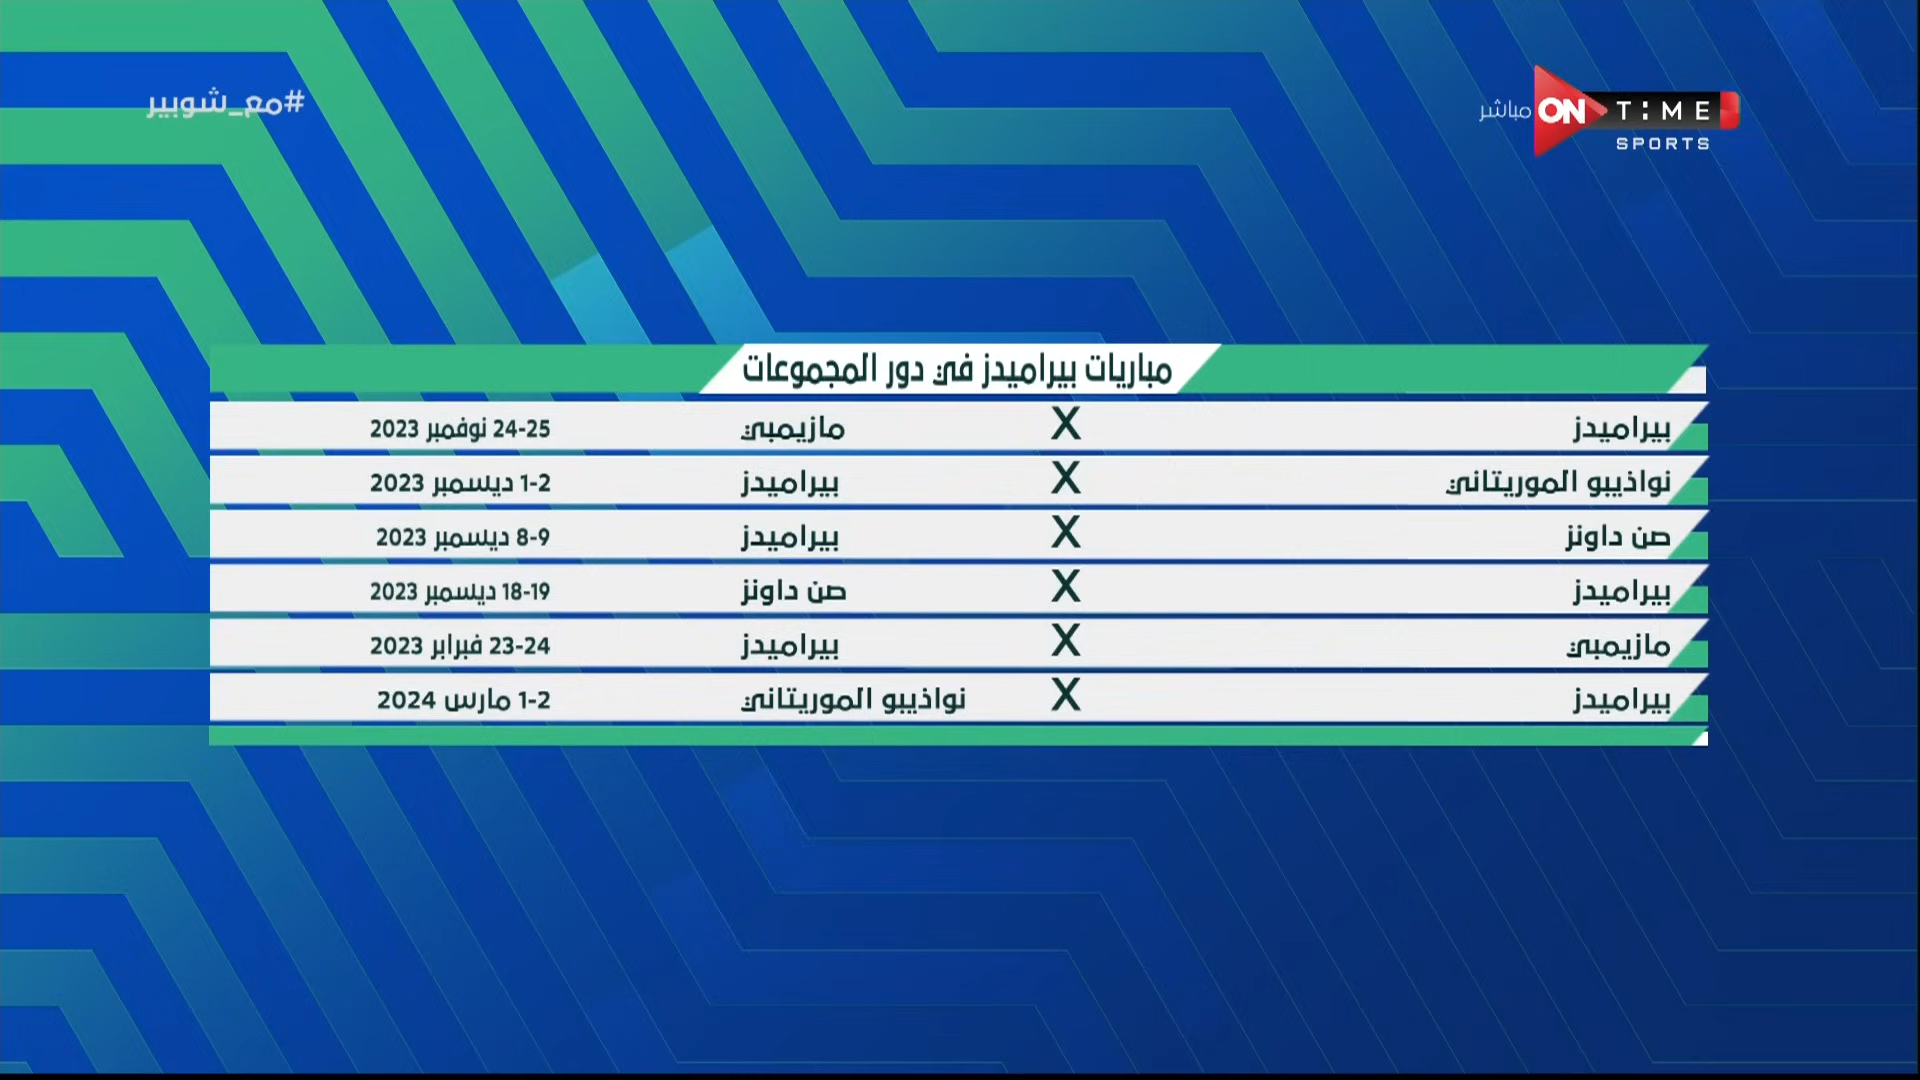 مباشر ON TIME
SPORTS
#مع_شوبير
مباريات بيراميدز في دور المجموعات
بيراميدز X مازيمبي 24-25 نوفمبر 2023
نواذيبو الموريتاني X بيراميدز 1-2 ديسمبر 2023
صن داونز X بيراميدز 8-9 ديسمبر 2023
بيراميدز X صن داونز 18-19 ديسمبر 2023
مازيمبي X بيراميدز 23-24 فبراير 2023
بيراميدز X نواذيبو الموريتاني 1-2 مارس 2024